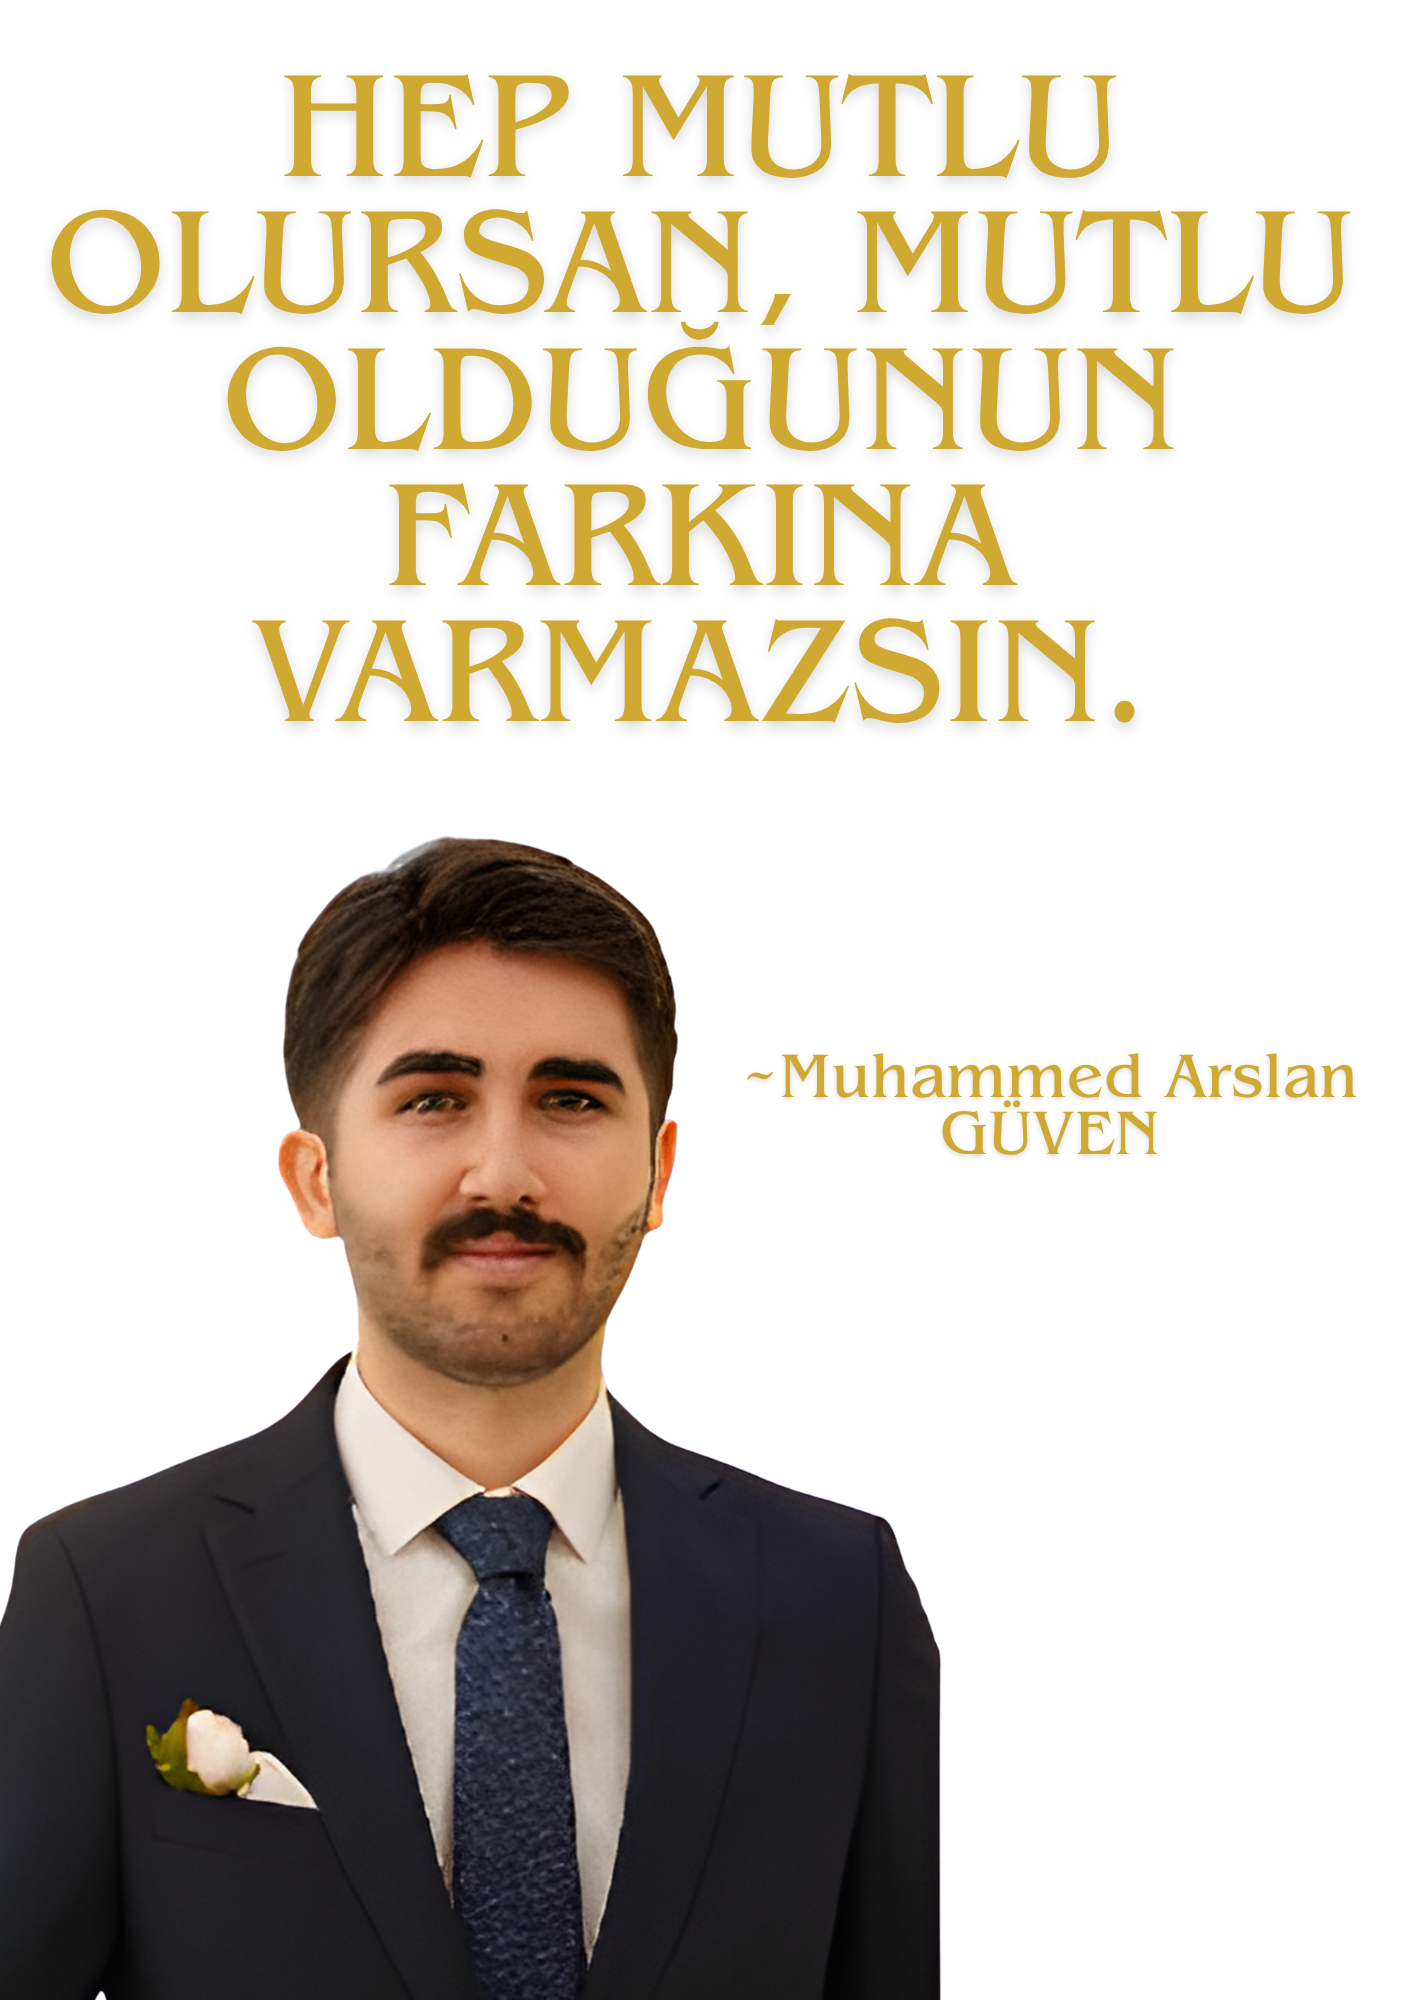 HEP MUTLU
OLURSAN, MUTLU
OLDUĞUNUN
FARKINA
VARMAZSIN.
~Muhammed Arslan
GÜVEN